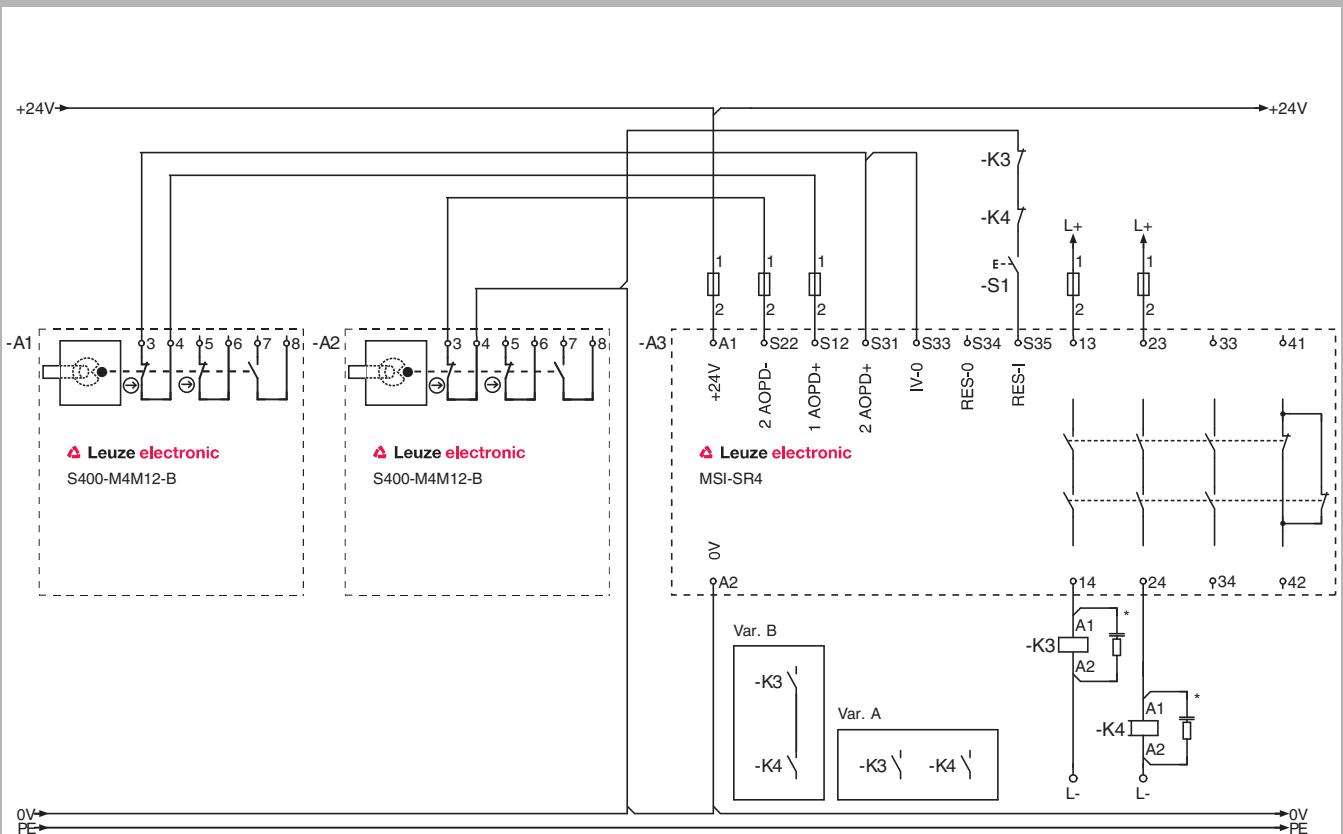 +24V
+24V
-K3
-K4
L+
L+
E
-S1
1
1
1
1
1
2
2
2
2
2
-A1
3
4
5
6
7
8
-A2
3
4
5
6
7
8
-A3
A1
S22
S12
S31
S33
S34
S35
13
23
33
41
+24V
2 AOPD-
1 AOPD+
2 AOPD+
IV-0
RES-0
RES-I
Leuze electronic
S400-M4M12-B
Leuze electronic
S400-M4M12-B
Leuze electronic
MSI-SR4
0V
A2
14
24
34
42
Var. B
-K3
-K4
Var. A
-K3
-K4
A1
*
-K3
A2
A1
*
-K4
A2
L-
L-
0V
0V
PE
PE